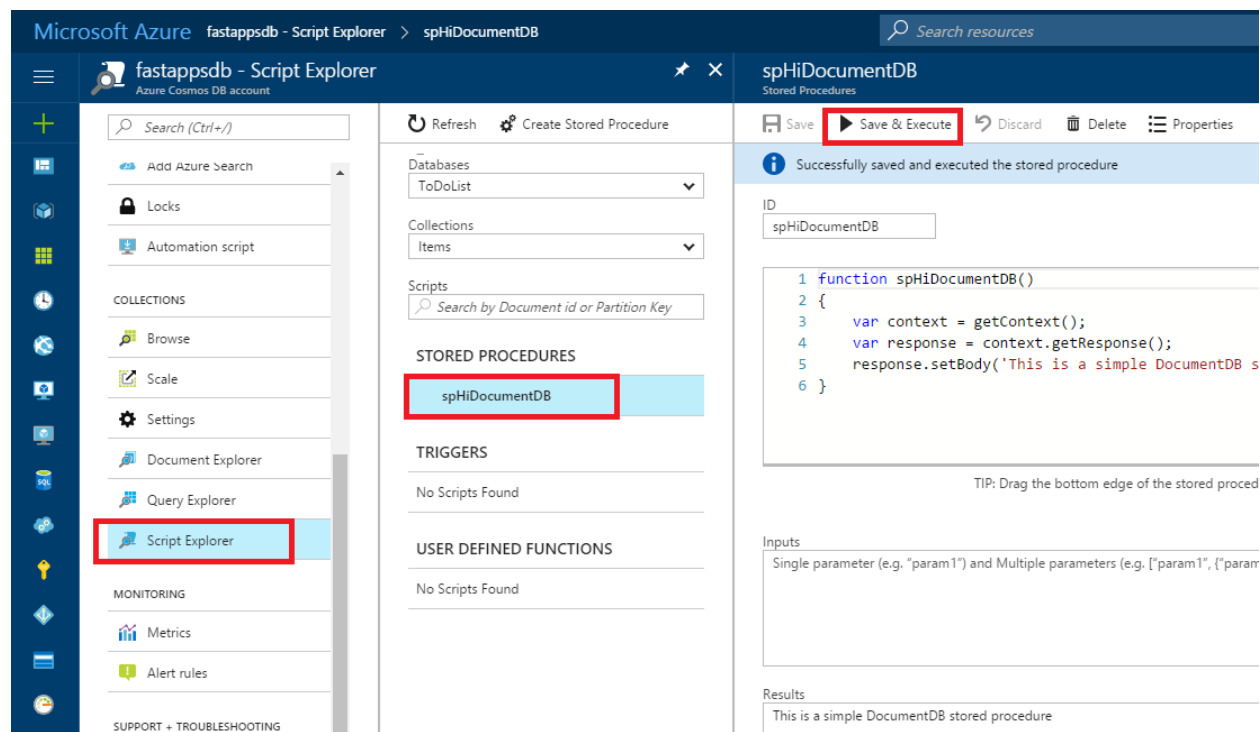 Microsoft Azure fastappsdb - Script Explorer > spHiDocumentDB
Search resources
fastappsdb - Script Explorer
Azure Cosmos DB account
Search (Ctrl+/)
Add Azure Search
Locks
Automation script
COLLECTIONS
Browse
Scale
Settings
Document Explorer
Query Explorer
Script Explorer
MONITORING
Metrics
Alert rules
SUPPORT + TROUBLESHOOTING
Refresh Create Stored Procedure
Databases
ToDoList
Collections
Items
Scripts
Search by Document id or Partition Key
STORED PROCEDURES
spHiDocumentDB
TRIGGERS
No Scripts Found
USER DEFINED FUNCTIONS
No Scripts Found
spHiDocumentDB
Stored Procedures
Save Save & Execute Discard Delete Properties
Successfully saved and executed the stored procedure
ID
spHiDocumentDB
1 function spHiDocumentDB()
2 {
3 var context = getContext();
4 var response = context.getResponse();
5 response.setBody('This is a simple DocumentDB s
6 }
TIP: Drag the bottom edge of the stored proced
Inputs
Single parameter (e.g. "param1") and Multiple parameters (e.g. ["param1", {"param
Results
This is a simple DocumentDB stored procedure
SQL